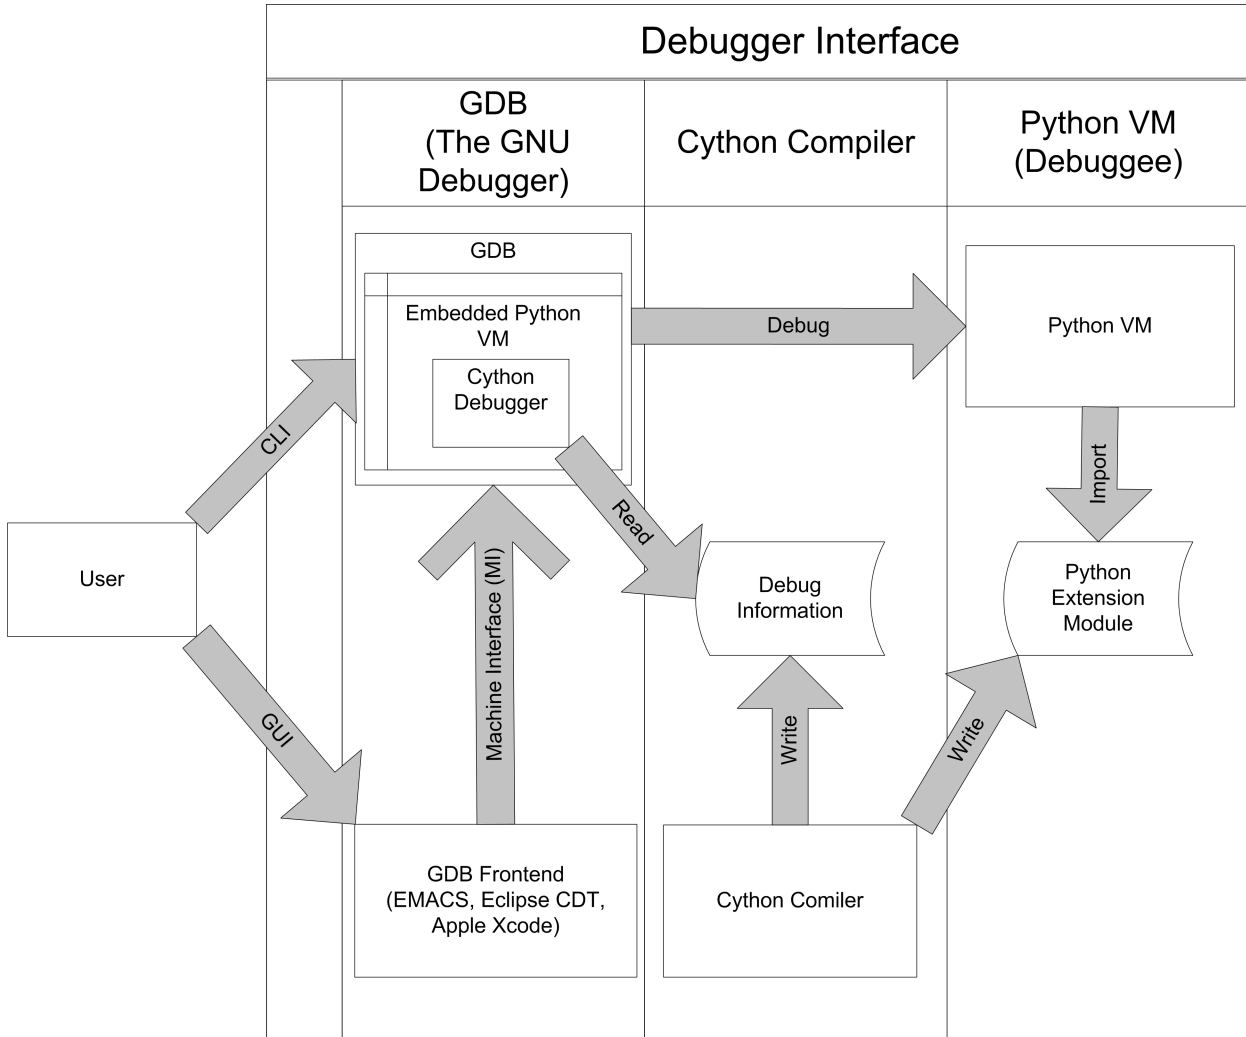 Debugger Interface
GDB
(The GNU
Debugger)
Cython Compiler
Python VM
(Debuggee)
GDB
Embedded Python
VM
Cython
Debugger
Debug
Python VM
CLI
Read
Import
User
Machine Interface (MI)
Debug
Information
Python
Extension
Module
GUI
Write
Write
GDB Frontend
(EMACS, Eclipse CDT,
Apple Xcode)
Cython Comiler